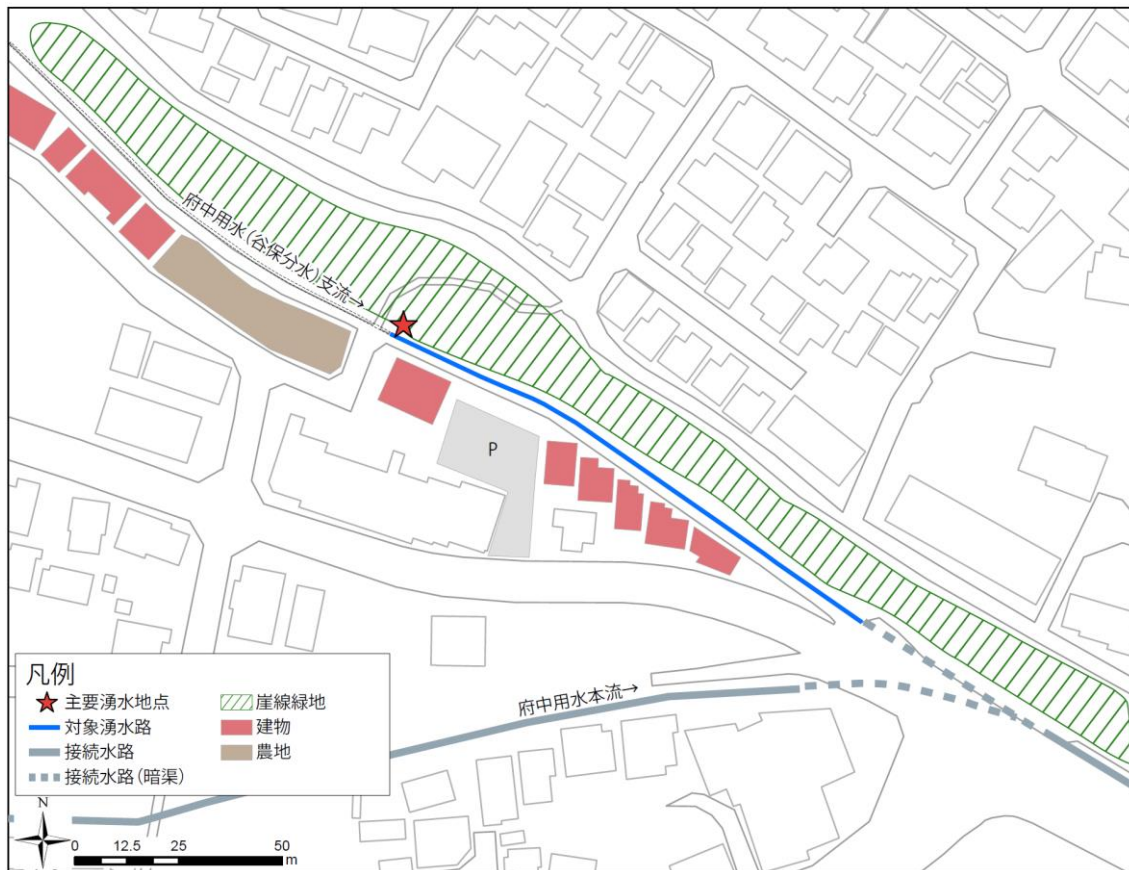 府中用水(谷保分水)支流→
P
府中用水本流→
凡例
主要湧水地点
対象湧水路
接続水路
接続水路(暗渠)
崖線緑地
建物
農地
N
0 12.5 25 50
m